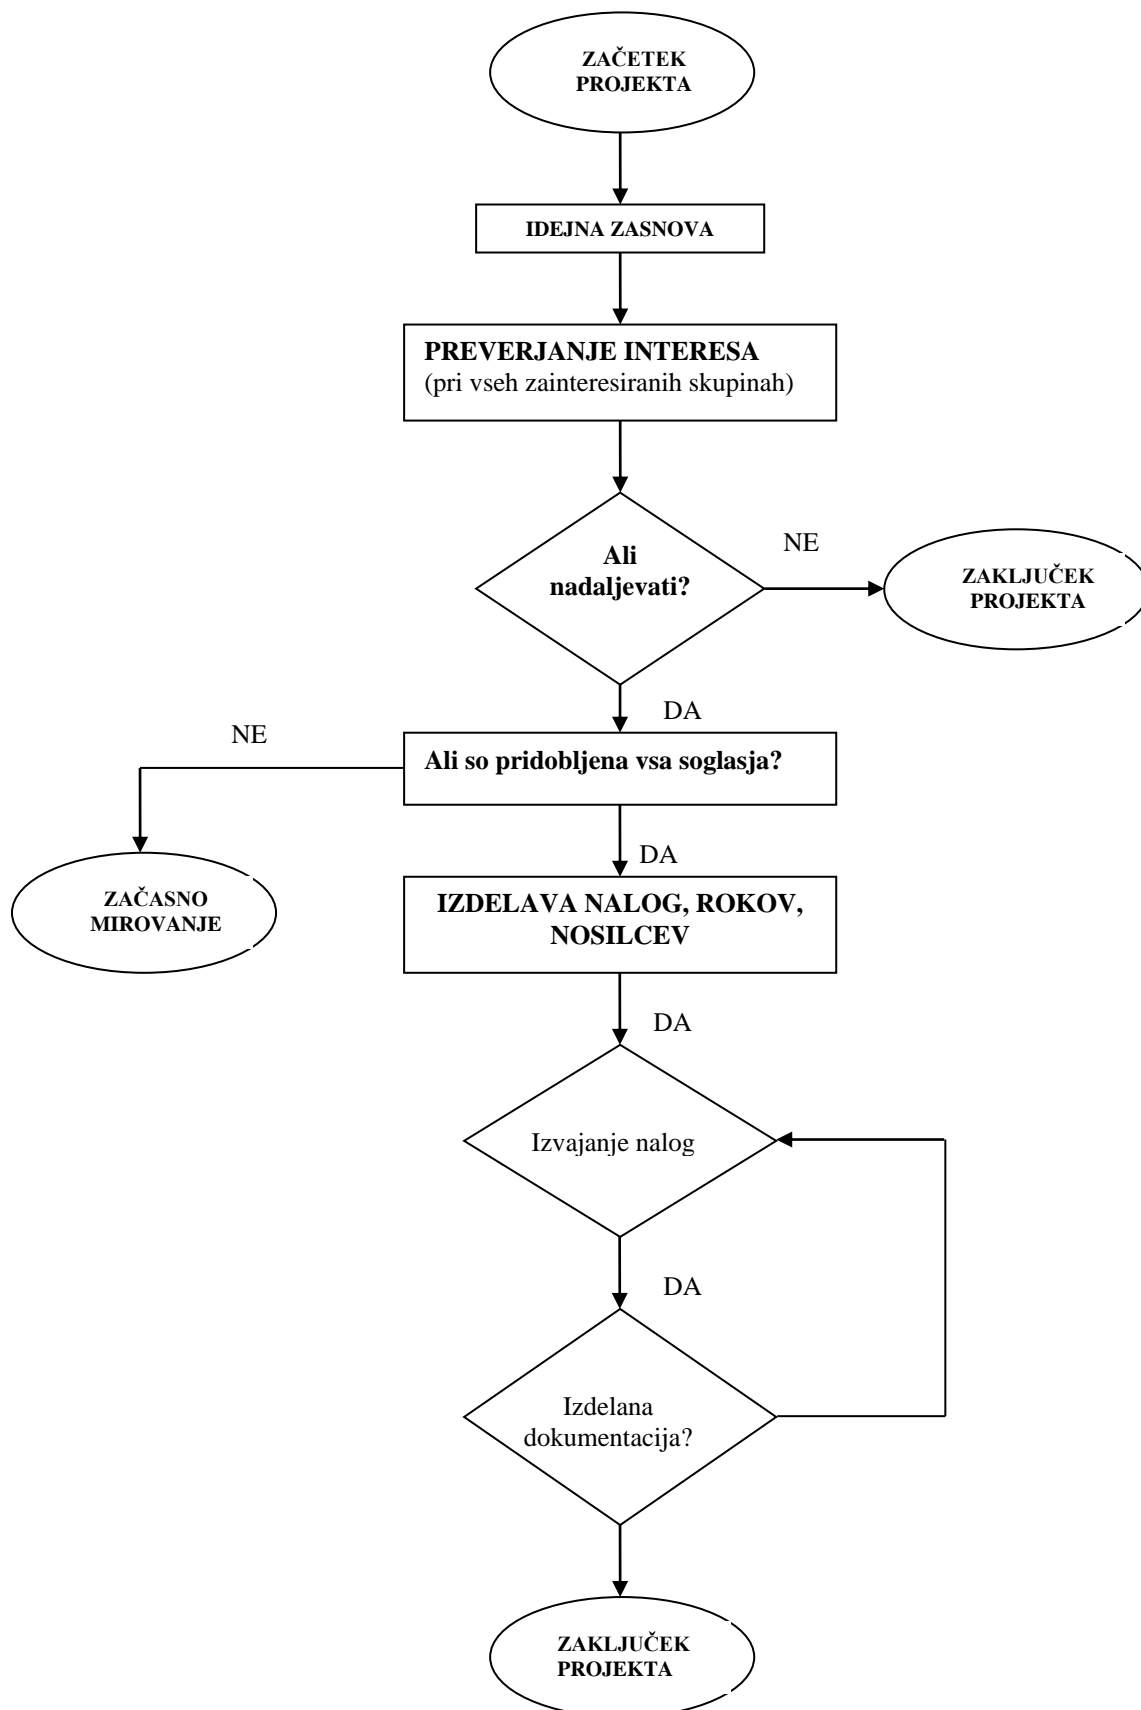 ZAČETEK
PROJEKTA
IDEJNA ZASNOVA
PREVERJANJE INTERESA
(pri vseh zainteresiranih skupinah)
Ali
nadaljevati?
NE
ZAKLJUČEK
PROJEKTA
DA
NE
Ali so pridobljena vsa soglasja?
DA
ZAČASNO
MIROVANJE
IZDELAVA NALOG, ROKOV,
NOSILCEV
DA
Izvajanje nalog
DA
Izdelana
dokumentacija?
ZAKLJUČEK
PROJEKTA